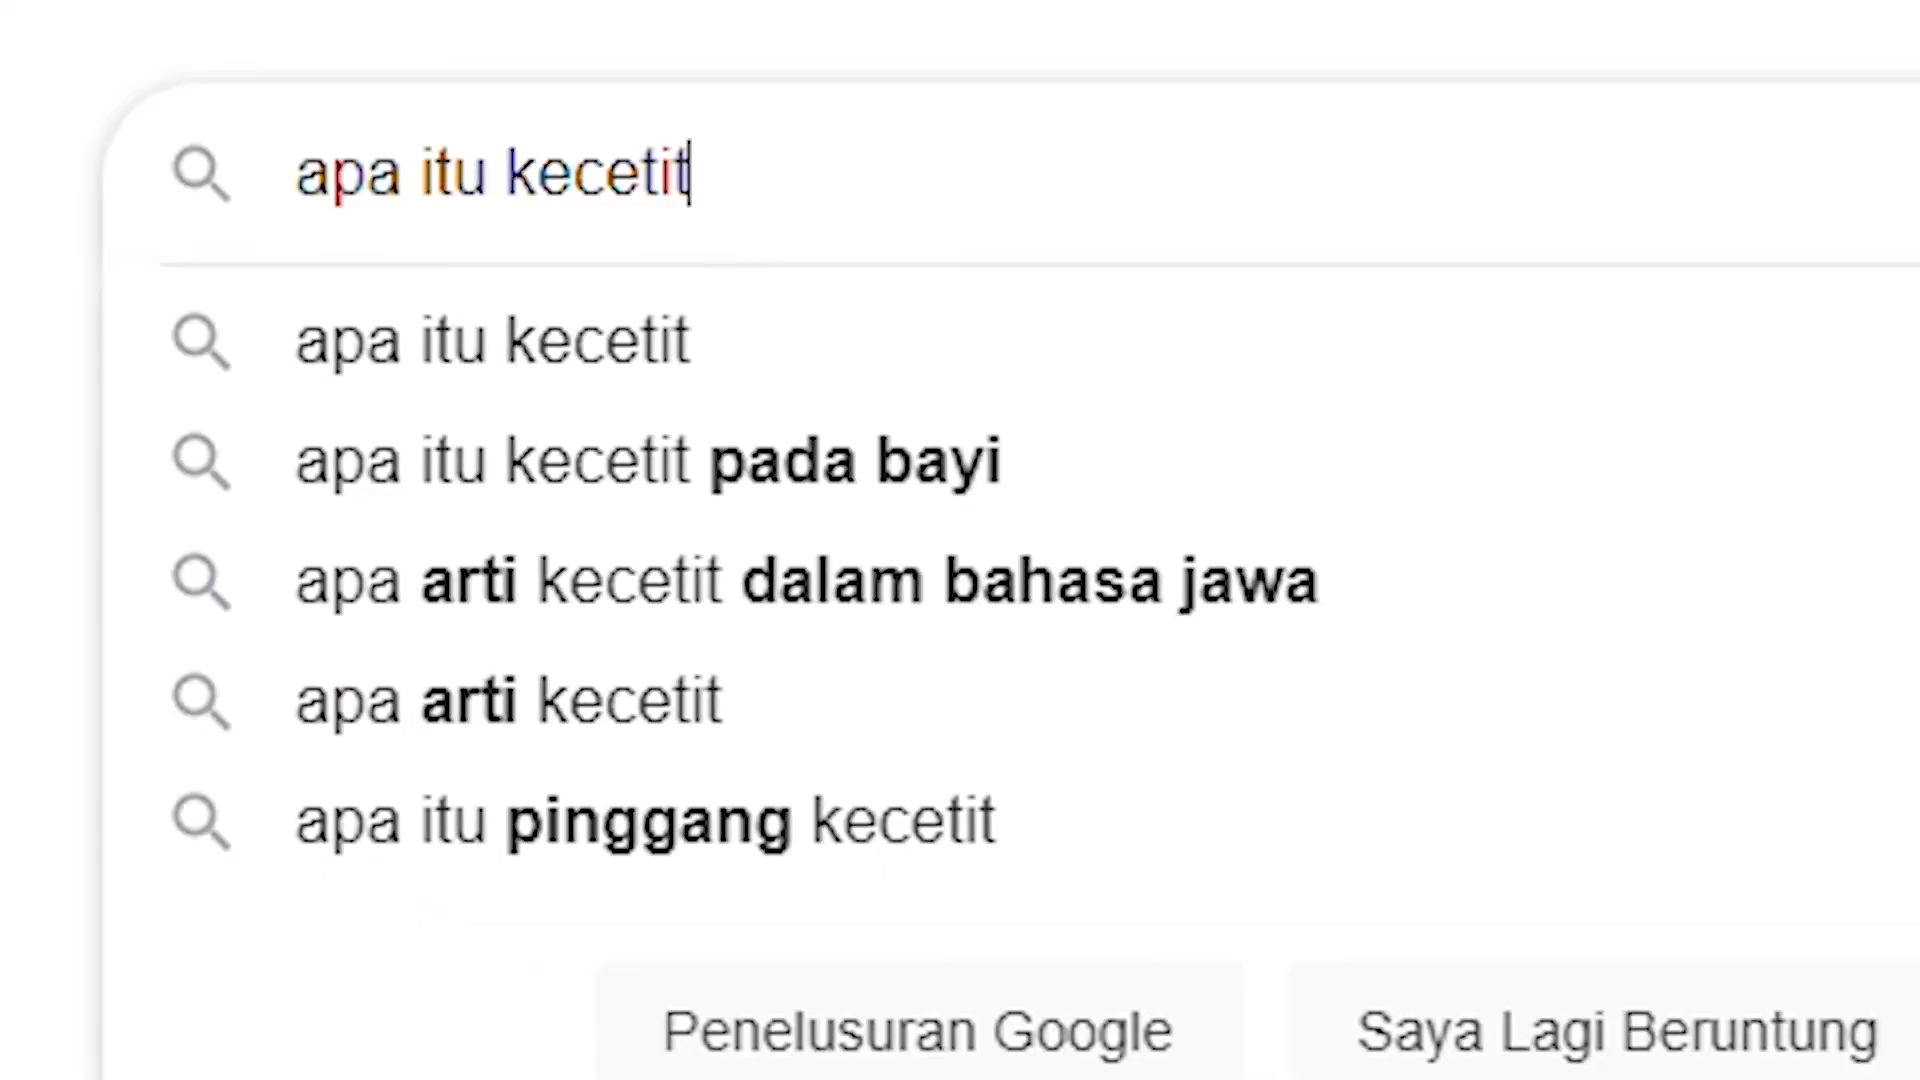 apa itu kecetit
apa itu kecetit
apa itu kecetit pada bayi
apa arti kecetit dalam bahasa jawa
apa arti kecetit
apa itu pinggang kecetit
Penelusuran Google
Saya Lagi Beruntung